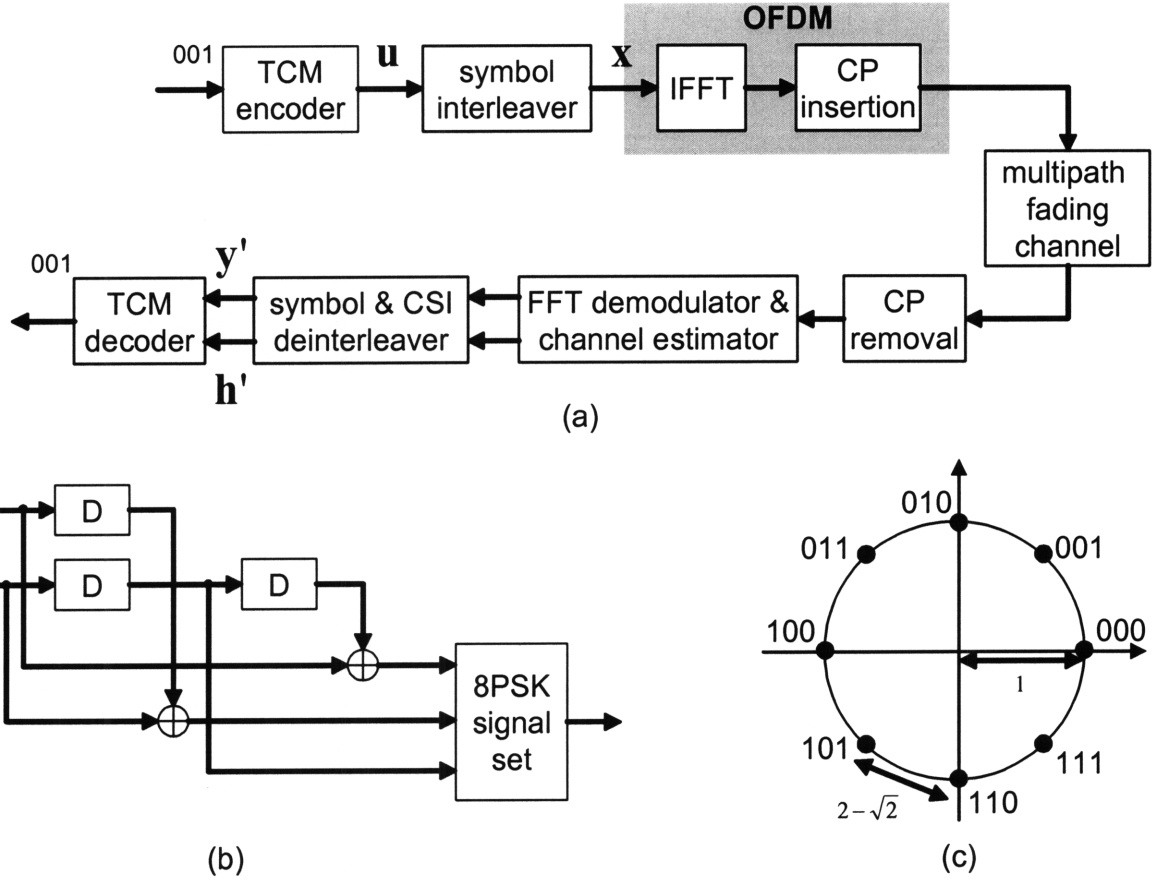 OFDM
001
TCM
encoder
u
symbol
interleaver
x
IFFT
CP
insertion
multipath
fading
channel
001
TCM
decoder
y'
h'
symbol & CSI
deinterleaver
FFT demodulator &
channel estimator
CP
removal
(a)
D
D
D
8PSK
signal
set
(b)
010
011
001
100
000
1
101
111
110
2-√2
(c)